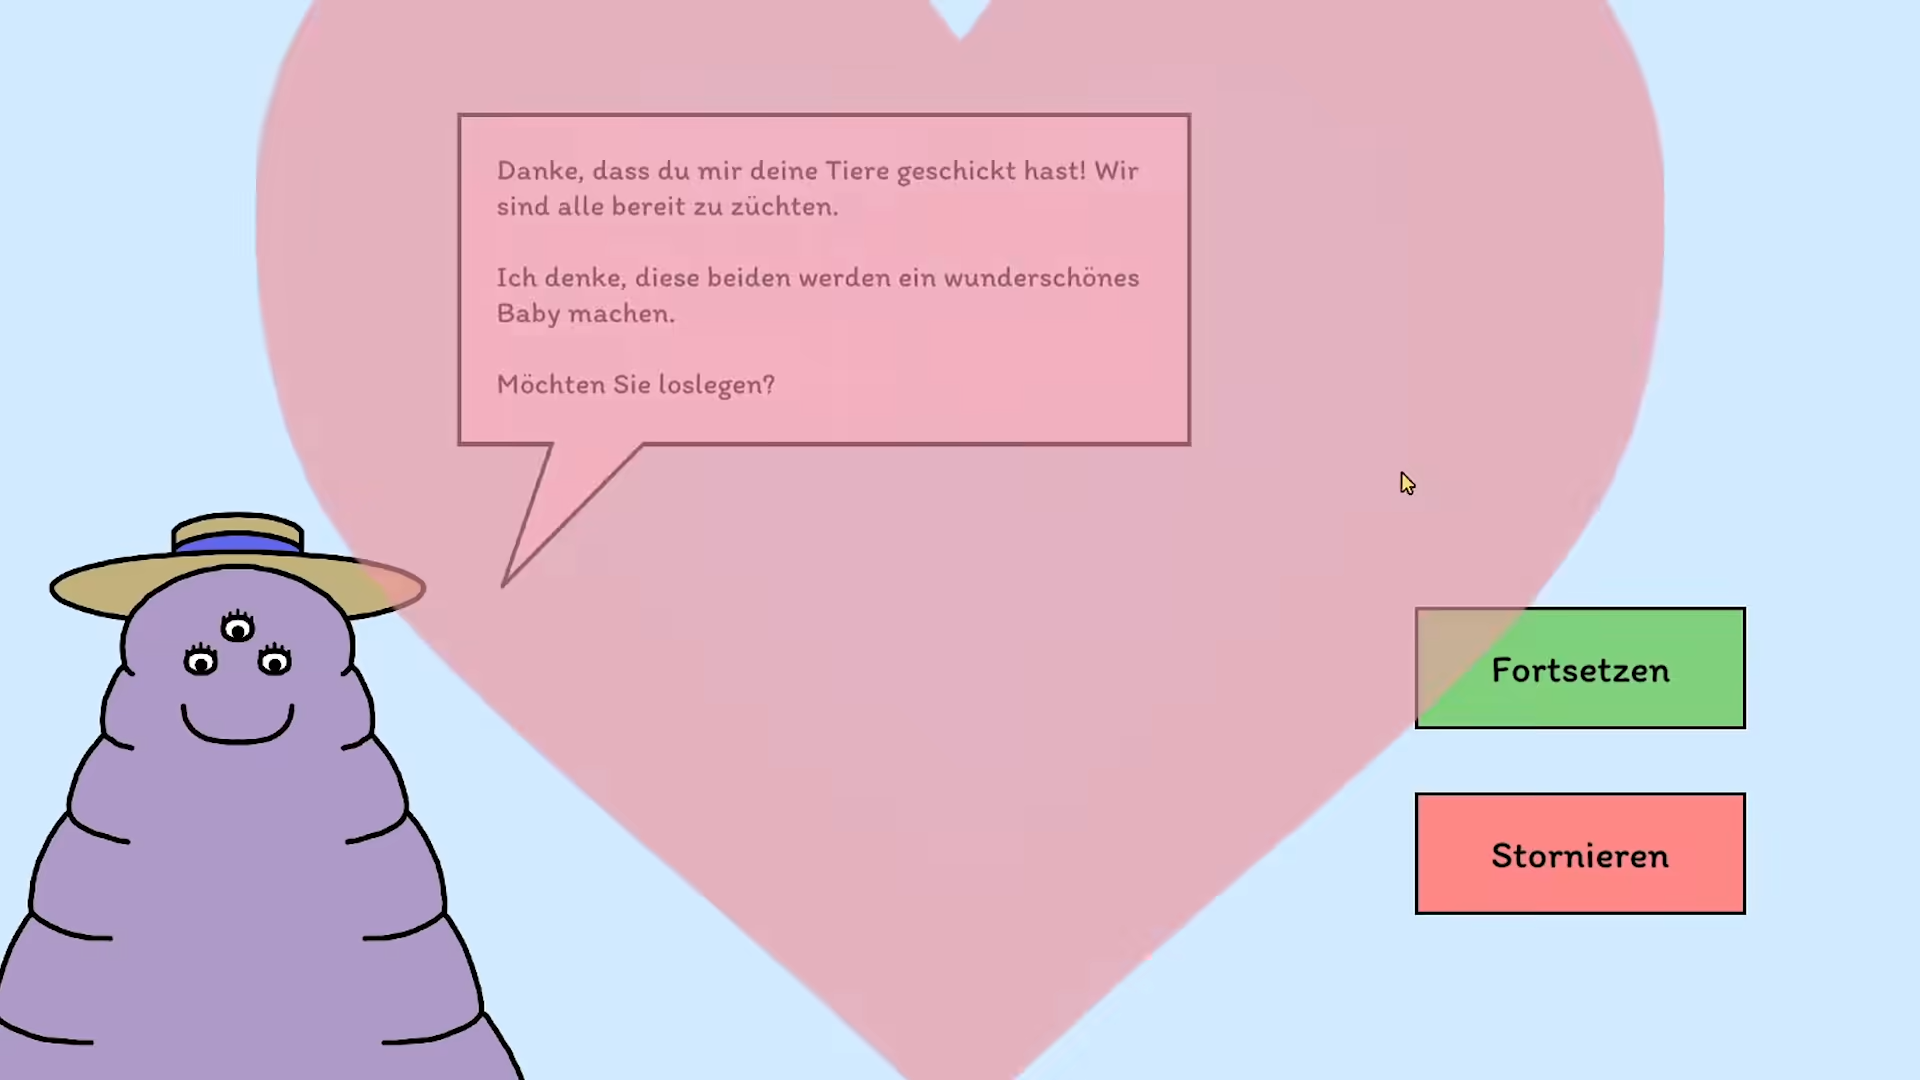 Danke, dass du mir deine Tiere geschickt hast! Wir
sind alle bereit zu züchten.
Ich denke, diese beiden werden ein wunderschönes
Baby machen.
Möchten Sie loslegen?
Fortsetzen
Stornieren